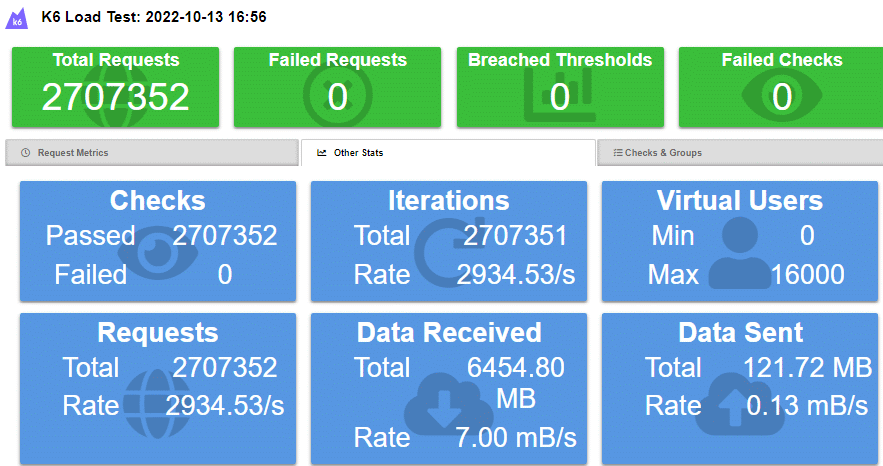 K6 K6 Load Test: 2022-10-13 16:56
Total Requests Failed Requests Breached Thresholds Failed Checks
2707352 0 0 0
Request Metrics Other Stats Checks & Groups
Checks Iterations Virtual Users
Passed 2707352 Total 2707351 Min 0
Failed 0 Rate 2934.53/s Max 16000
Requests Data Received Data Sent
Total 2707352 Total 6454.80 Total 121.72 MB
MB
Rate 2934.53/s Rate 7.00 mB/s Rate 0.13 mB/s